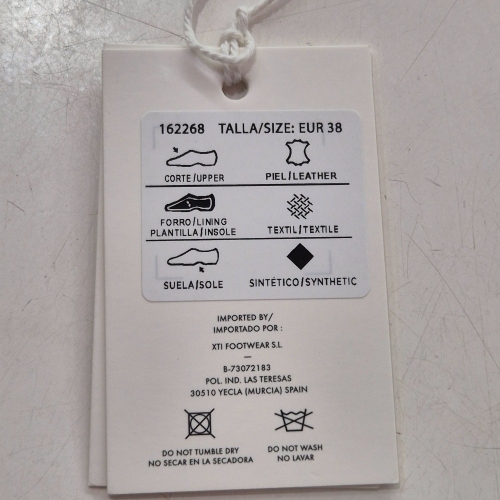 162268 TALLA/SIZE: EUR 38
CORTE/UPPER PIEL/LEATHER
FORRO/LINING
PLANTILLA/INSOLE TEXTIL/TEXTILE
SUELA/SOLE SINTÉTICO/SYNTHETIC
IMPORTED BY/
IMPORTADO POR :
XTI FOOTWEAR S.L
B-73072183
POL. IND. LAS TERESAS
30510 YECLA (MURCIA) SPAIN
DO NOT TUMBLE DRY
NO SECAR EN LA SECADORA
DO NOT WASH
NO LAVAR